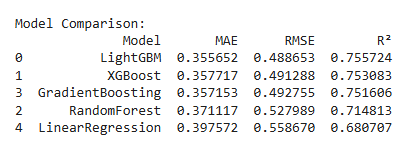 Model Comparison:
Model MAE RMSE R²
0 LightGBM 0.355652 0.488653 0.755724
1 XGBoost 0.357717 0.491288 0.753083
3 GradientBoosting 0.357153 0.492755 0.751606
2 RandomForest 0.371117 0.527989 0.714813
4 LinearRegression 0.397572 0.558670 0.680707